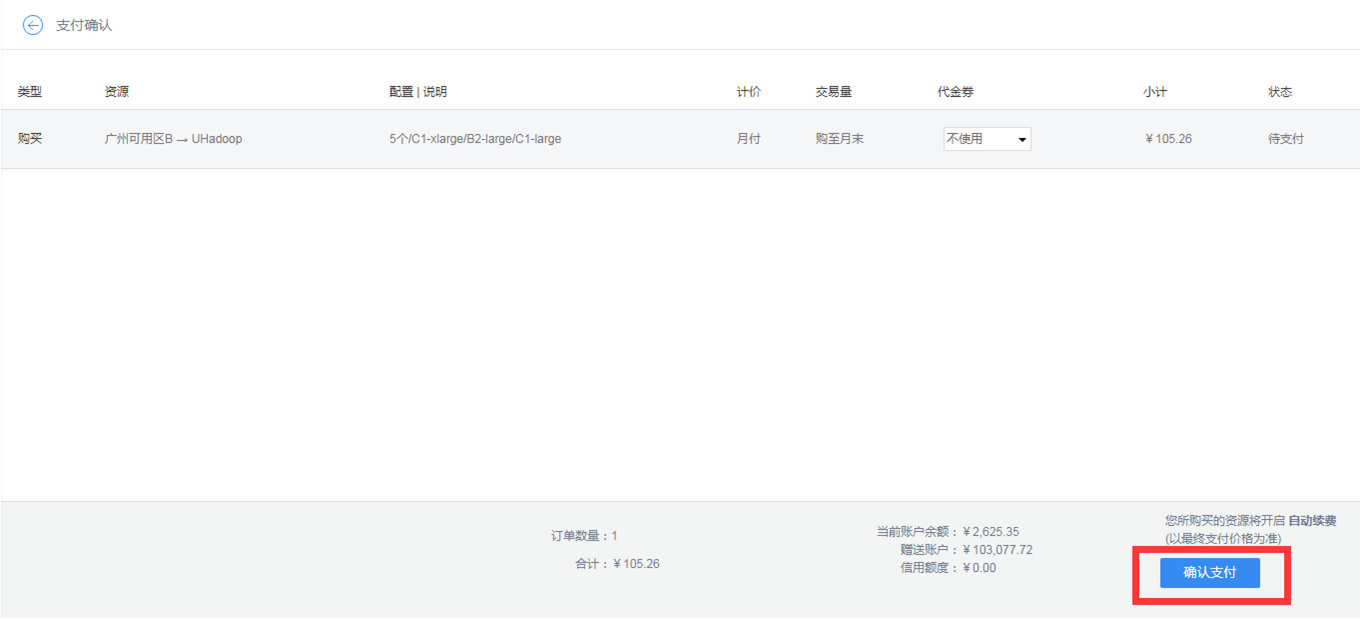 支付确认
类型 资源 配置 | 说明 计价 交易量 代金券 小计 状态
购买 广州可用区B → UHadoop 5个/C1-xlarge/B2-large/C1-large 月付 购至月末 不使用 ¥ 105.26 待支付
订单数量：1
合计：¥ 105.26
当前账户余额：¥ 2,625.35
赠送账户：¥ 103,077.72
信用额度：¥ 0.00
您所购买的资源将开启 自动续费
(以最终支付价格为准)
确认支付